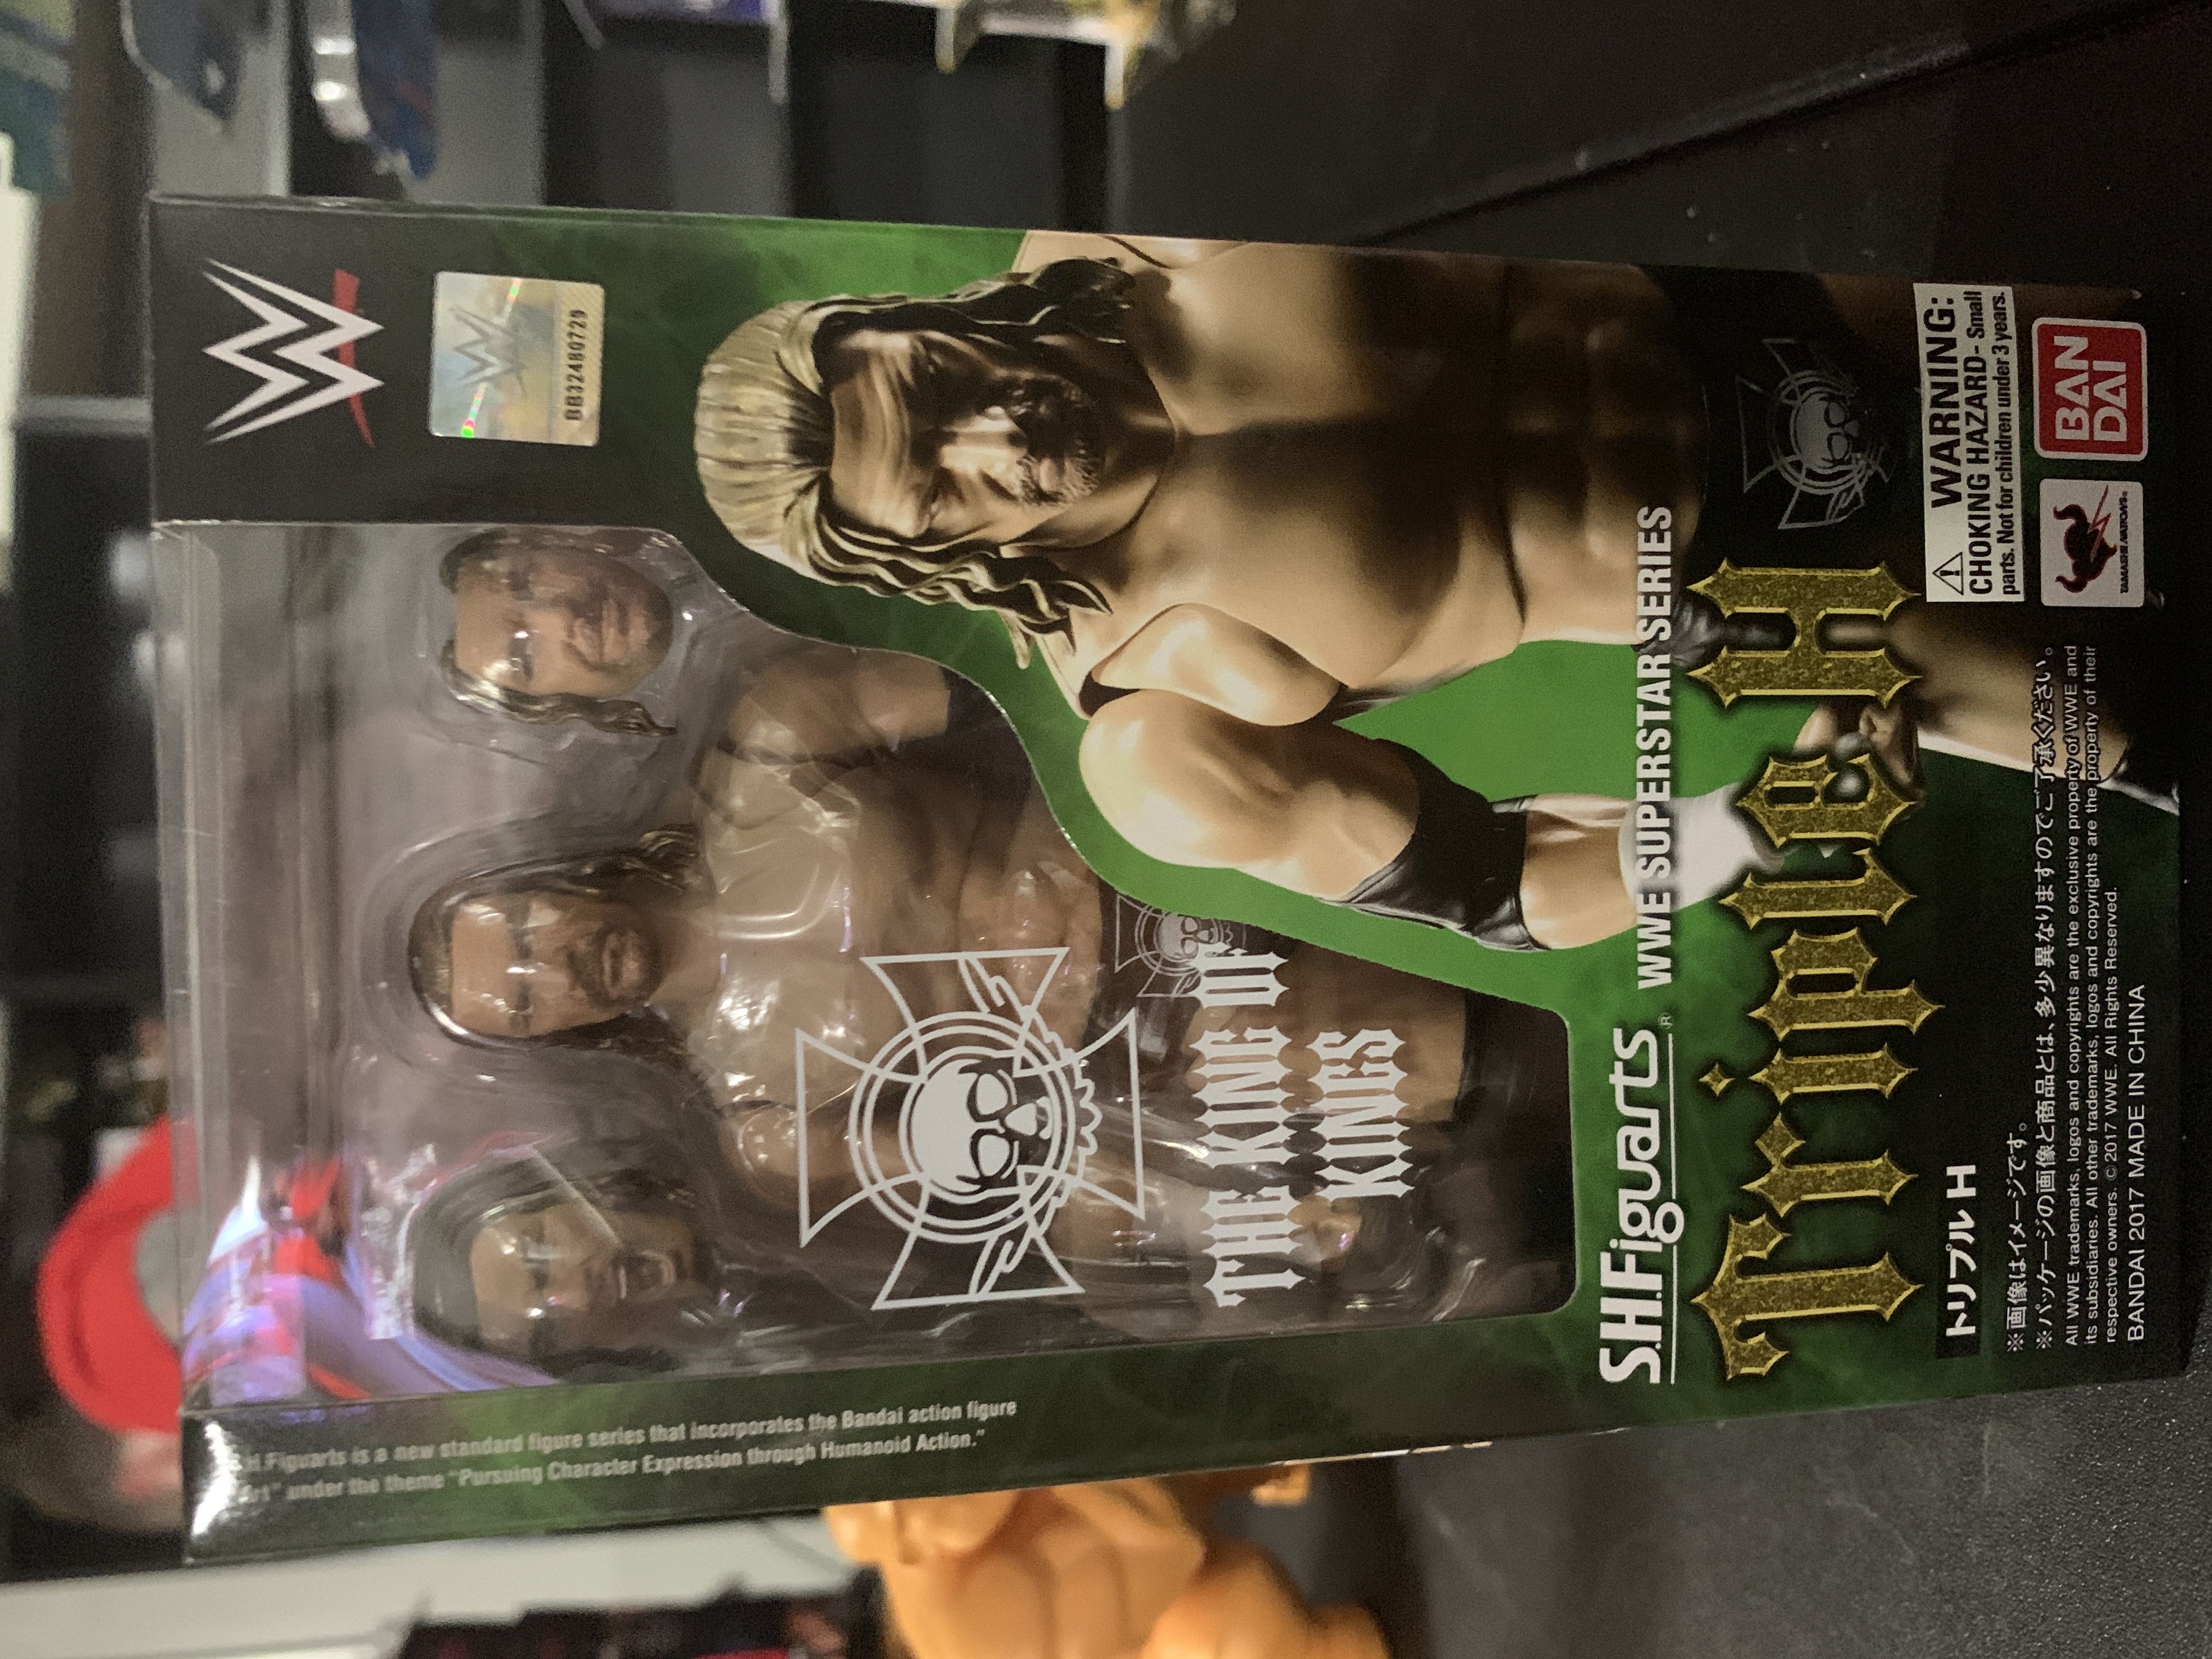 W
BB32480729
THE KING OF
KINGS
H.Figuarts is a new standard figure series that incorporates the Bandai action figure
under the theme "Pursuing Character Expression through Humanoid Action."
S.H.Figuarts® WWE SUPERSTAR SERIES
Triple H
トリプル H
※画像はイメージです。
※パッケージの画像と商品とは、多少異なりますのでご了承ください。
All WWE trademarks, logos and copyrights are the exclusive property of WWE and
its subsidiaries. All other trademarks, logos and copyrights are the property of their
respective owners. © 2017 WWE. All Rights Reserved.
BANDAI 2017 MADE IN CHINA
⚠ WARNING:
CHOKING HAZARD- Small
parts. Not for children under 3 years.
TAMASHII NATIONS
BAN
DAI